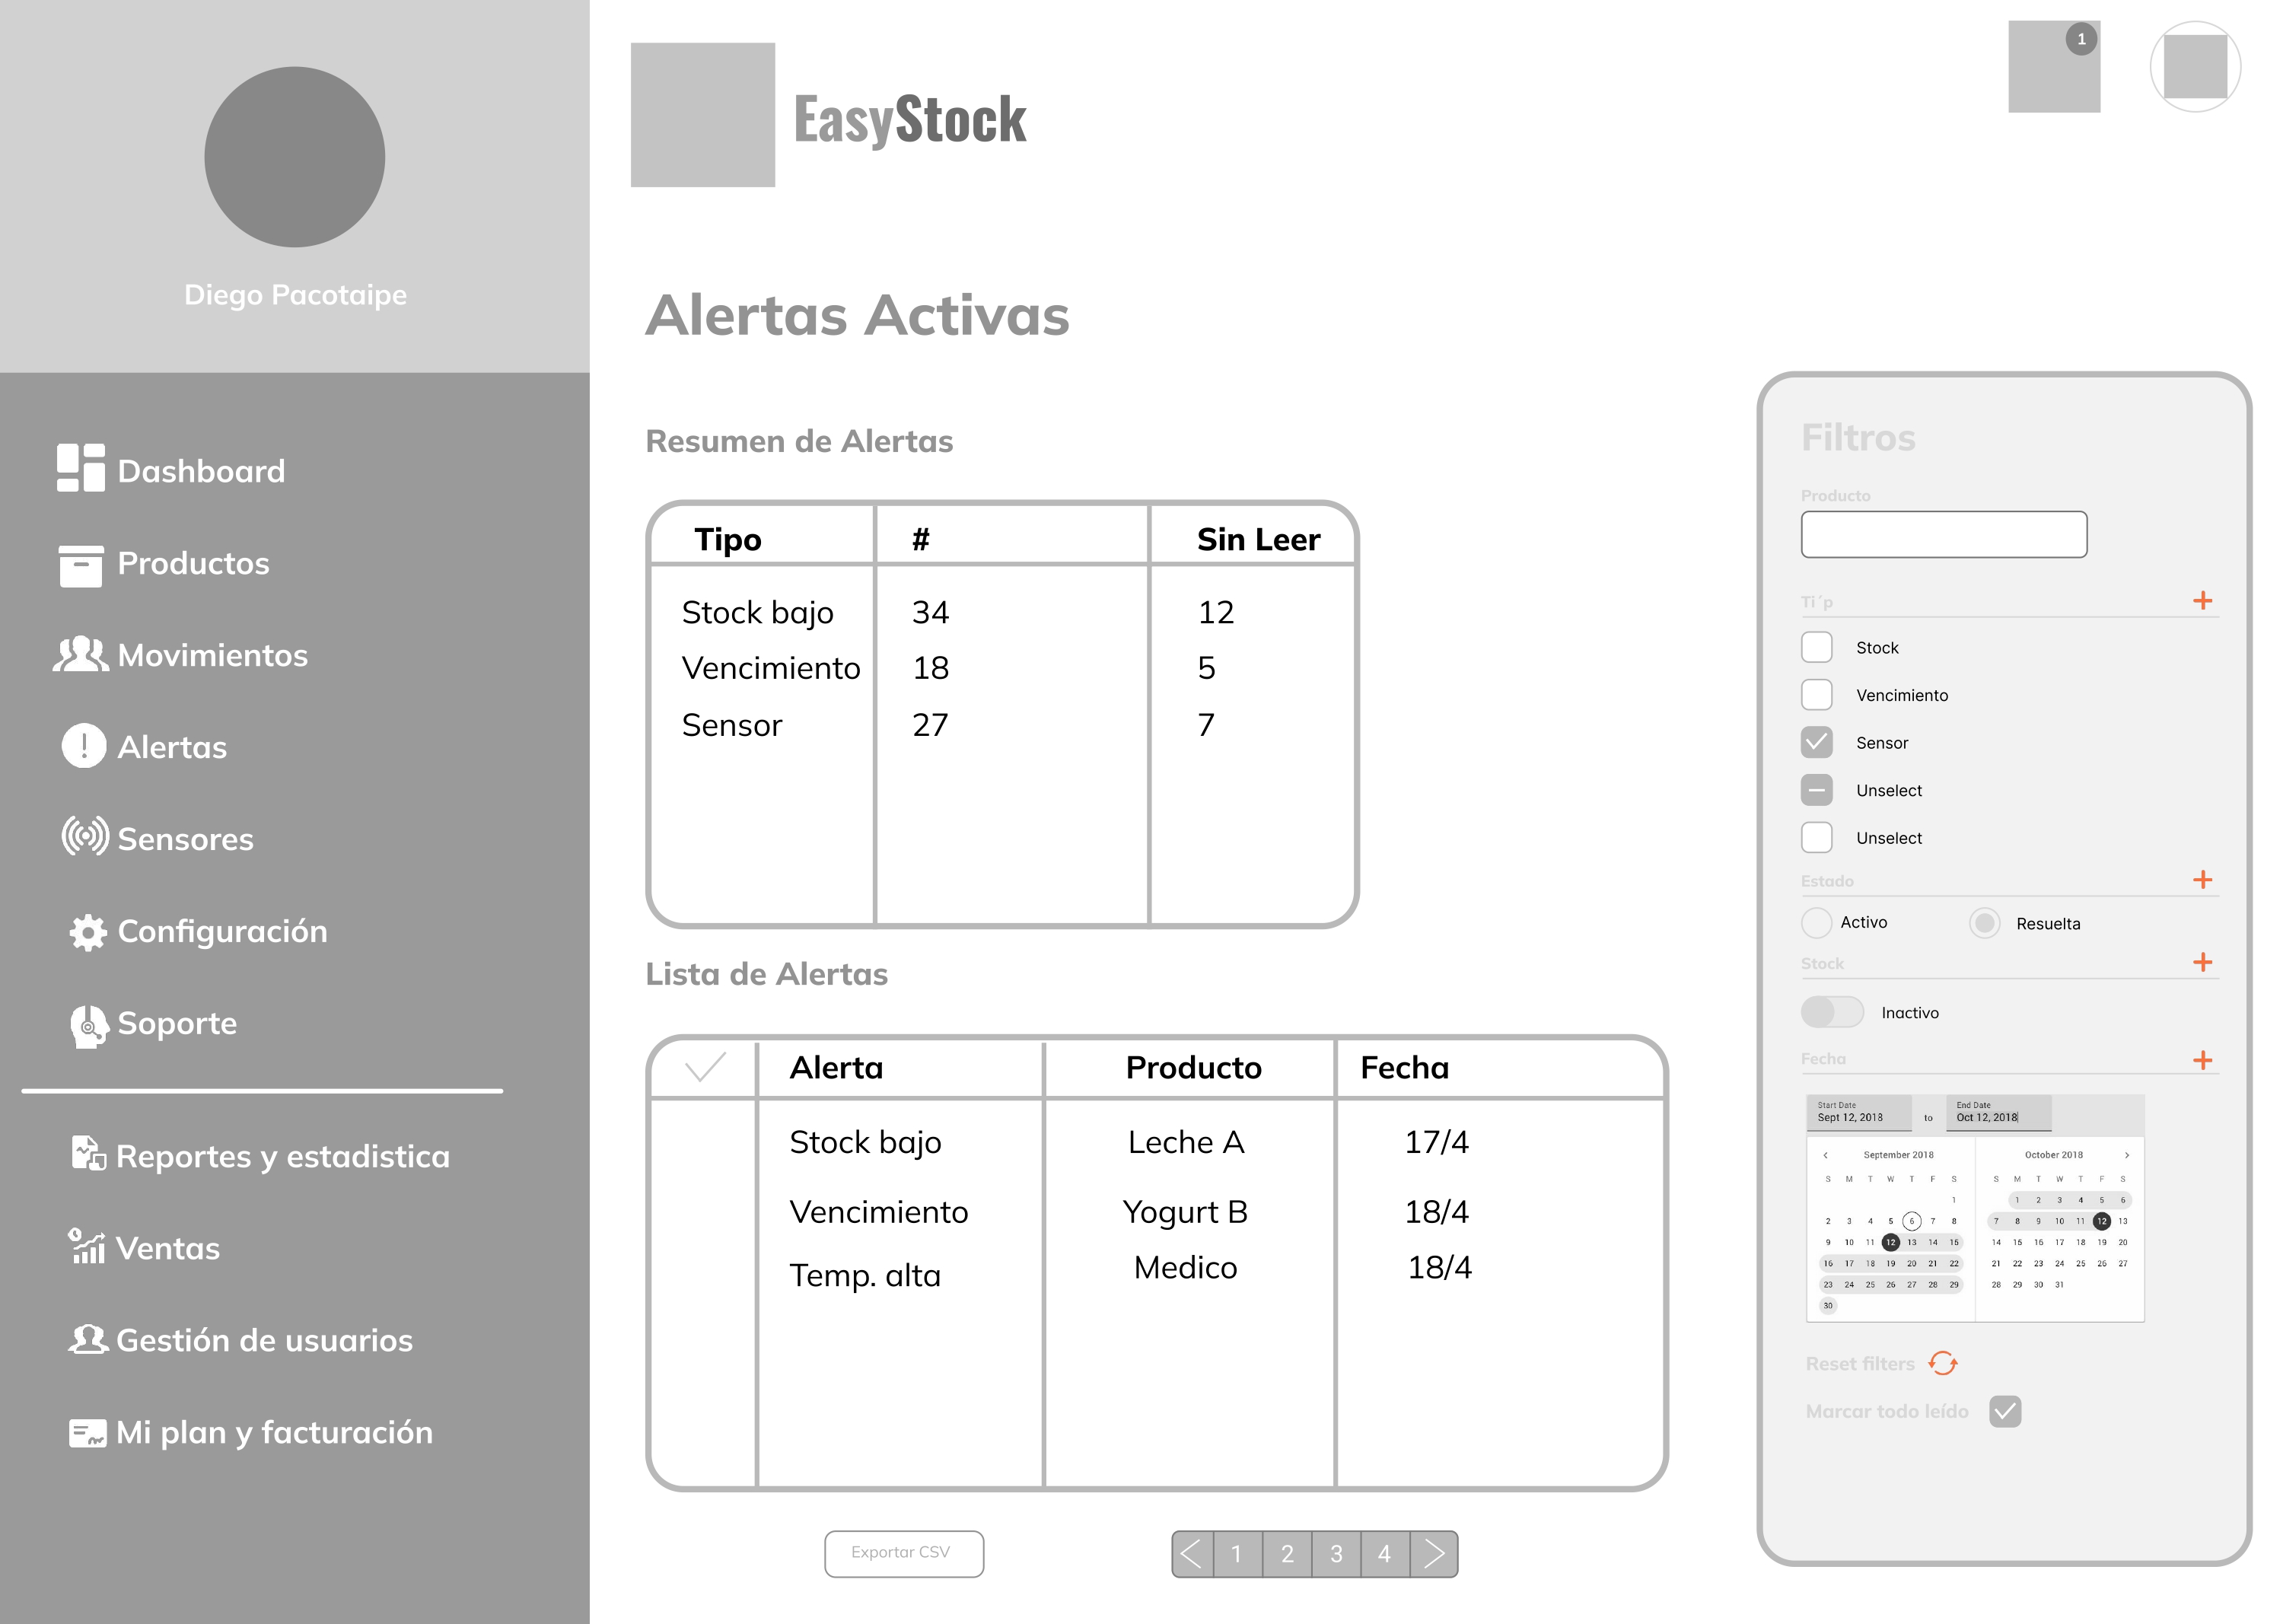 Diego Pacotaipe
Dashboard
Productos
Movimientos
Alertas
Sensores
Configuración
Soporte
Reportes y estadistica
Ventas
Gestión de usuarios
Mi plan y facturación
EasyStock
1
Alertas Activas
Resumen de Alertas
Tipo # Sin Leer
Stock bajo 34 12
Vencimiento 18 5
Sensor 27 7
Lista de Alertas
Alerta Producto Fecha
Stock bajo Leche A 17/4
Vencimiento Yogurt B 18/4
Temp. alta Medico 18/4
Exportar CSV
1 2 3 4
Filtros
Producto
Ti´p
Stock
Vencimiento
Sensor
Unselect
Unselect
Estado
Activo Resuelta
Stock
Inactivo
Fecha
Start Date End Date
Sept 12, 2018 to Oct 12, 2018
September 2018 October 2018
S M T W T F S S M T W T F S
1 1 2 3 4 5 6
2 3 4 5 6 7 8 7 8 9 10 11 12 13
9 10 11 12 13 14 15 14 15 16 17 18 19 20
16 17 18 19 20 21 22 21 22 23 24 25 26 27
23 24 25 26 27 28 29 28 29 30 31
30
Reset filters
Marcar todo leído